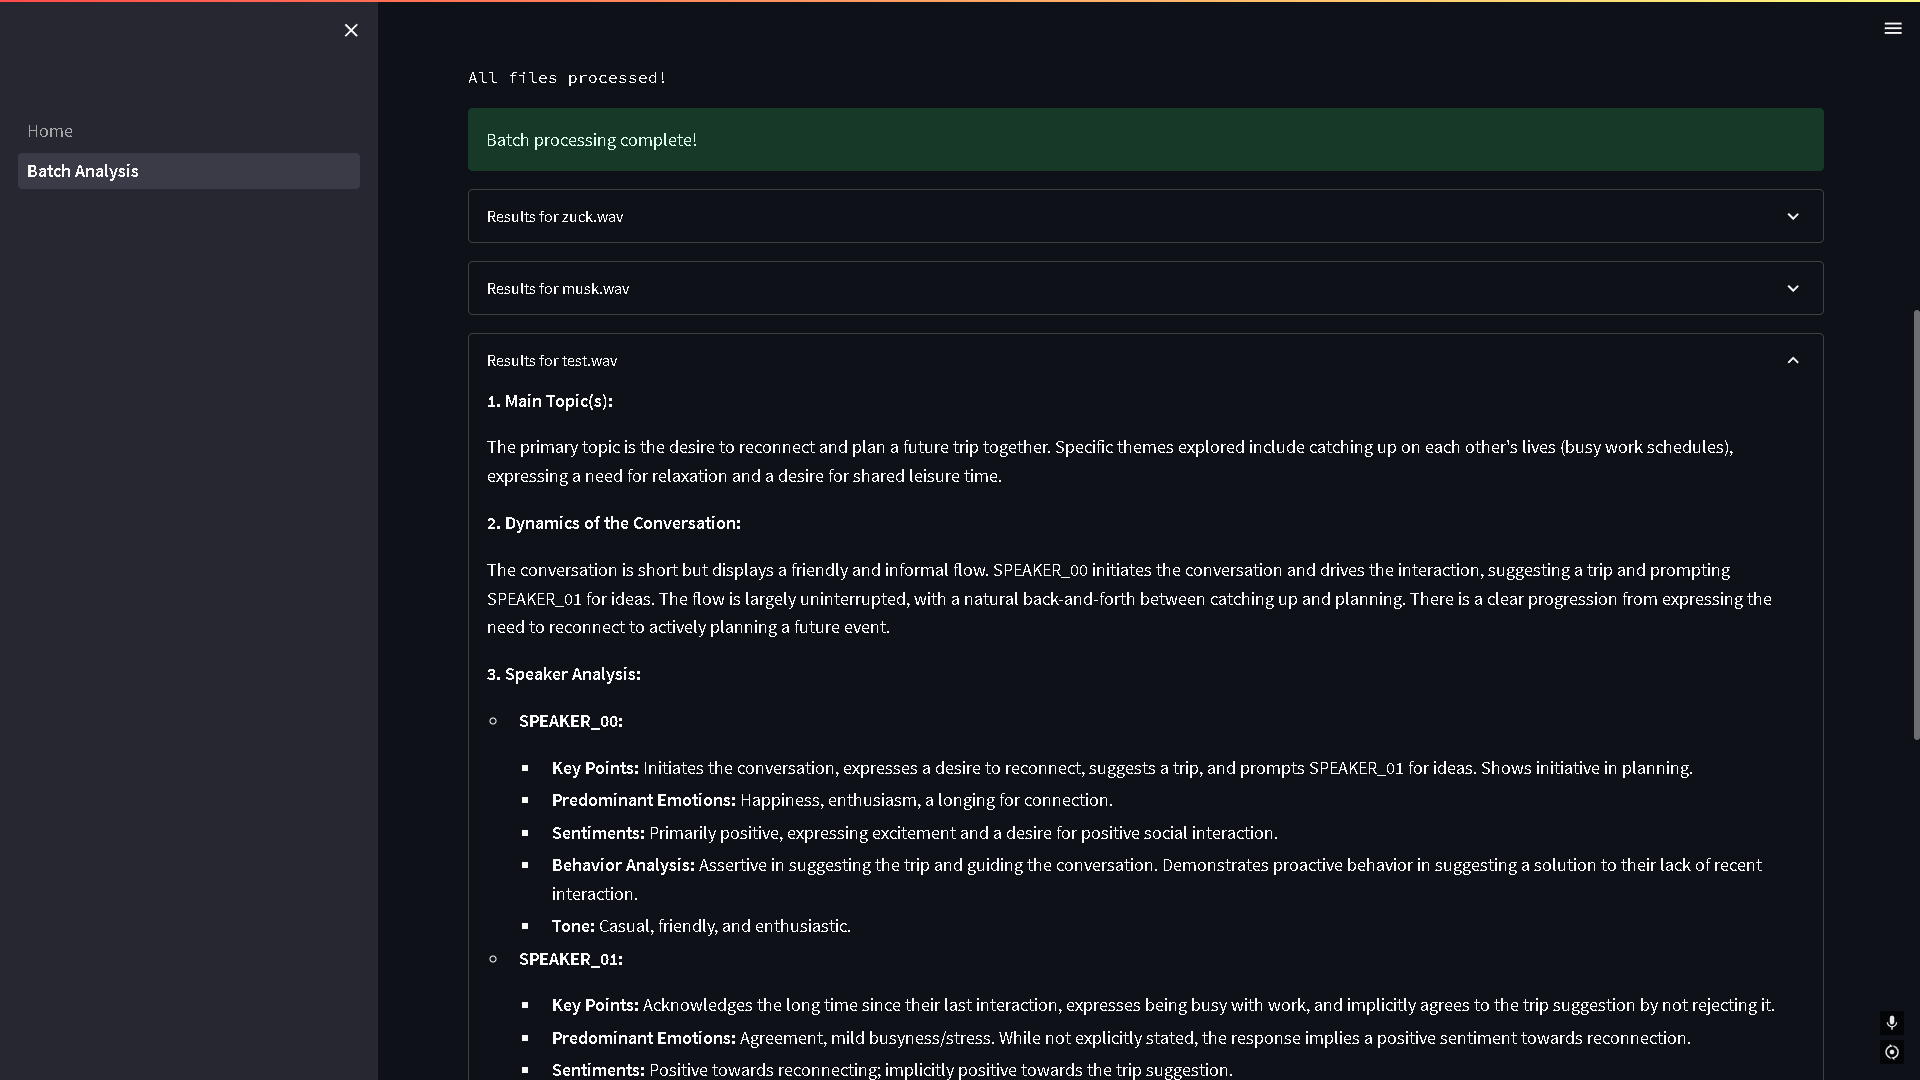 Home
Batch Analysis
All files processed!
Batch processing complete!
Results for zuck.wav
Results for musk.wav
Results for test.wav
1. Main Topic(s):
The primary topic is the desire to reconnect and plan a future trip together. Specific themes explored include catching up on each other's lives (busy work schedules),
expressing a need for relaxation and a desire for shared leisure time.
2. Dynamics of the Conversation:
The conversation is short but displays a friendly and informal flow. SPEAKER_00 initiates the conversation and drives the interaction, suggesting a trip and prompting
SPEAKER_01 for ideas. The flow is largely uninterrupted, with a natural back-and-forth between catching up and planning. There is a clear progression from expressing the
need to reconnect to actively planning a future event.
3. Speaker Analysis:
SPEAKER_00:
Key Points: Initiates the conversation, expresses a desire to reconnect, suggests a trip, and prompts SPEAKER_01 for ideas. Shows initiative in planning.
Predominant Emotions: Happiness, enthusiasm, a longing for connection.
Sentiments: Primarily positive, expressing excitement and a desire for positive social interaction.
Behavior Analysis: Assertive in suggesting the trip and guiding the conversation. Demonstrates proactive behavior in suggesting a solution to their lack of recent
interaction.
Tone: Casual, friendly, and enthusiastic.
SPEAKER_01:
Key Points: Acknowledges the long time since their last interaction, expresses being busy with work, and implicitly agrees to the trip suggestion by not rejecting it.
Predominant Emotions: Agreement, mild busyness/stress. While not explicitly stated, the response implies a positive sentiment towards reconnection.
Sentiments: Positive towards reconnecting; implicitly positive towards the trip suggestion.